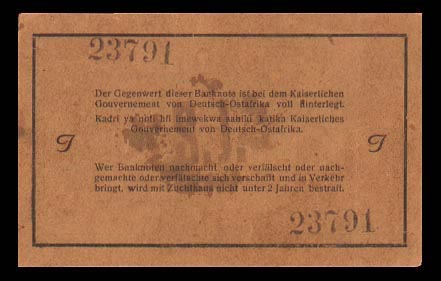 23791
Der Gegenwert dieser Banknote ist bei dem Kaiserlichen
Gouvernement von Deutsch-Ostafrika voll hinterlegt.
Kadri ya noti hii imewekwa sahihi katika Kaiserliches
Gouvernement von Deutsch-Ostafrika.
J J
Wer Banknoten nachmacht oder verfälscht oder nach-
gemachte oder verfälschte sich verschafft und in Verkehr
bringt, wird mit Zuchthaus nicht unter 2 Jahren bestraft.
23791